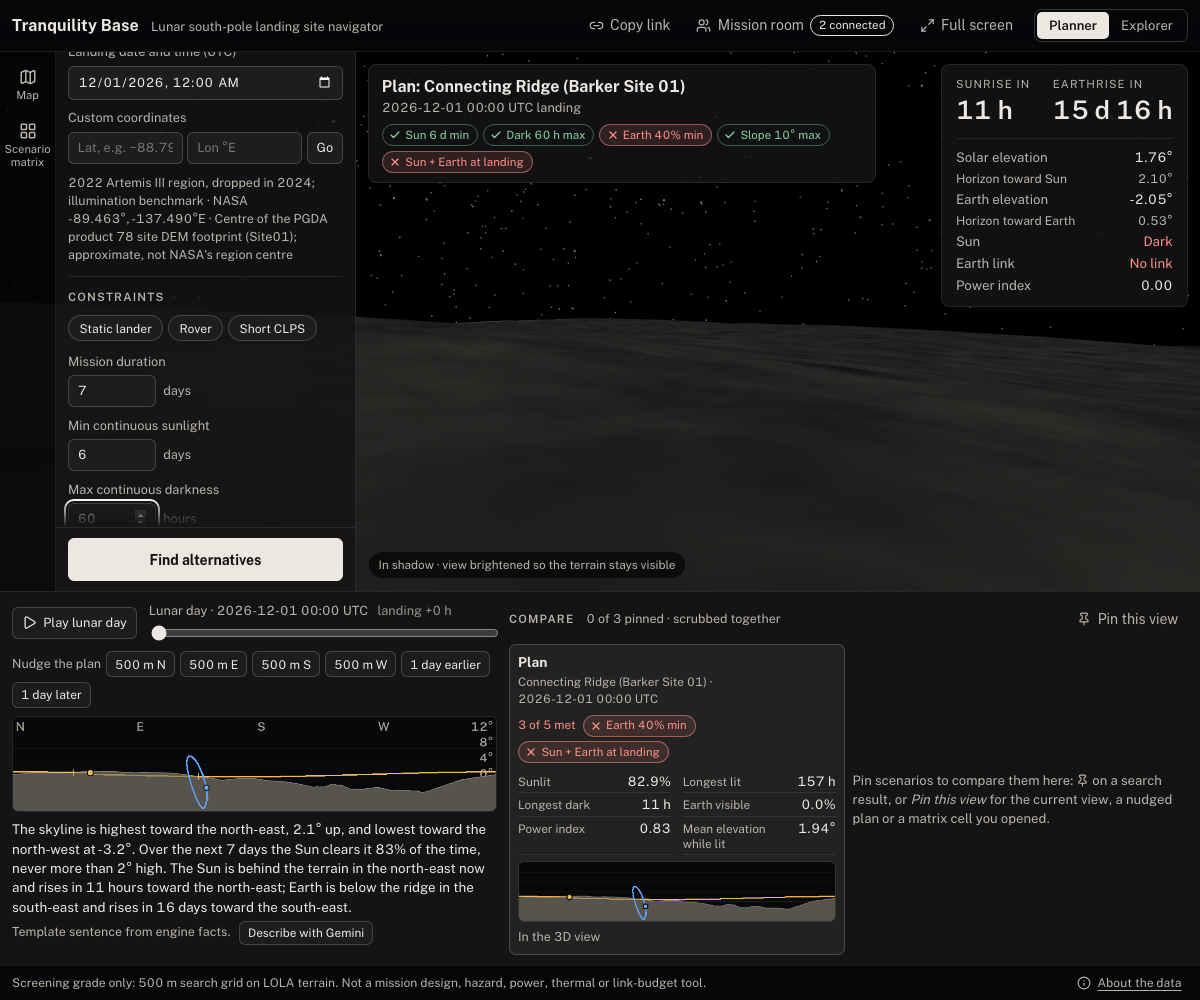 Tranquility Base Lunar south-pole landing site navigator
Copy link Mission room 2 connected Full screen Planner Explorer
Map
Scenario matrix
Landing date and time (UTC)
12/01/2026, 12:00 AM
Custom coordinates
Lat, e.g. −88.79 Lon °E Go
2022 Artemis III region, dropped in 2024;
illumination benchmark · NASA
-89.463°, -137.490°E · Centre of the PGDA
product 78 site DEM footprint (Site01);
approximate, not NASA's region centre
CONSTRAINTS
Static lander Rover Short CLPS
Mission duration
7 days
Min continuous sunlight
6 days
Max continuous darkness
60 hours
Find alternatives
Plan: Connecting Ridge (Barker Site 01)
2026-12-01 00:00 UTC landing
Sun 6 d min Dark 60 h max Earth 40% min Slope 10° max
Sun + Earth at landing
SUNRISE IN EARTHRISE IN
11 h 15 d 16 h
Solar elevation 1.76°
Horizon toward Sun 2.10°
Earth elevation -2.05°
Horizon toward Earth 0.53°
Sun Dark
Earth link No link
Power index 0.00
In shadow · view brightened so the terrain stays visible
Play lunar day
Lunar day · 2026-12-01 00:00 UTC landing +0 h
Nudge the plan 500 m N 500 m E 500 m S 500 m W 1 day earlier
1 day later
N E S W 12°
8°
4°
0°
The skyline is highest toward the north-east, 2.1° up, and lowest toward the
north-west at -3.2°. Over the next 7 days the Sun clears it 83% of the time,
never more than 2° high. The Sun is behind the terrain in the north-east now
and rises in 11 hours toward the north-east; Earth is below the ridge in the
south-east and rises in 16 days toward the south-east.
Template sentence from engine facts. Describe with Gemini
COMPARE 0 of 3 pinned · scrubbed together
Pin this view
Plan
Connecting Ridge (Barker Site 01) ·
2026-12-01 00:00 UTC
3 of 5 met Earth 40% min
Sun + Earth at landing
Sunlit 82.9% Longest lit 157 h
Longest dark 11 h Earth visible 0.0%
Power index 0.83 Mean elevation while lit 1.94°
In the 3D view
Pin scenarios to compare them here: on a search
result, or Pin this view for the current view, a nudged
plan or a matrix cell you opened.
Screening grade only: 500 m search grid on LOLA terrain. Not a mission design, hazard, power, thermal or link-budget tool.
About the data